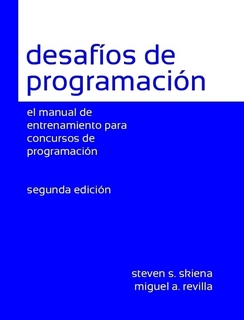 desafíos de
programación
el manual de
entrenamiento para
concursos de
programación
segunda edición
steven s. skiena
miguel a. revilla